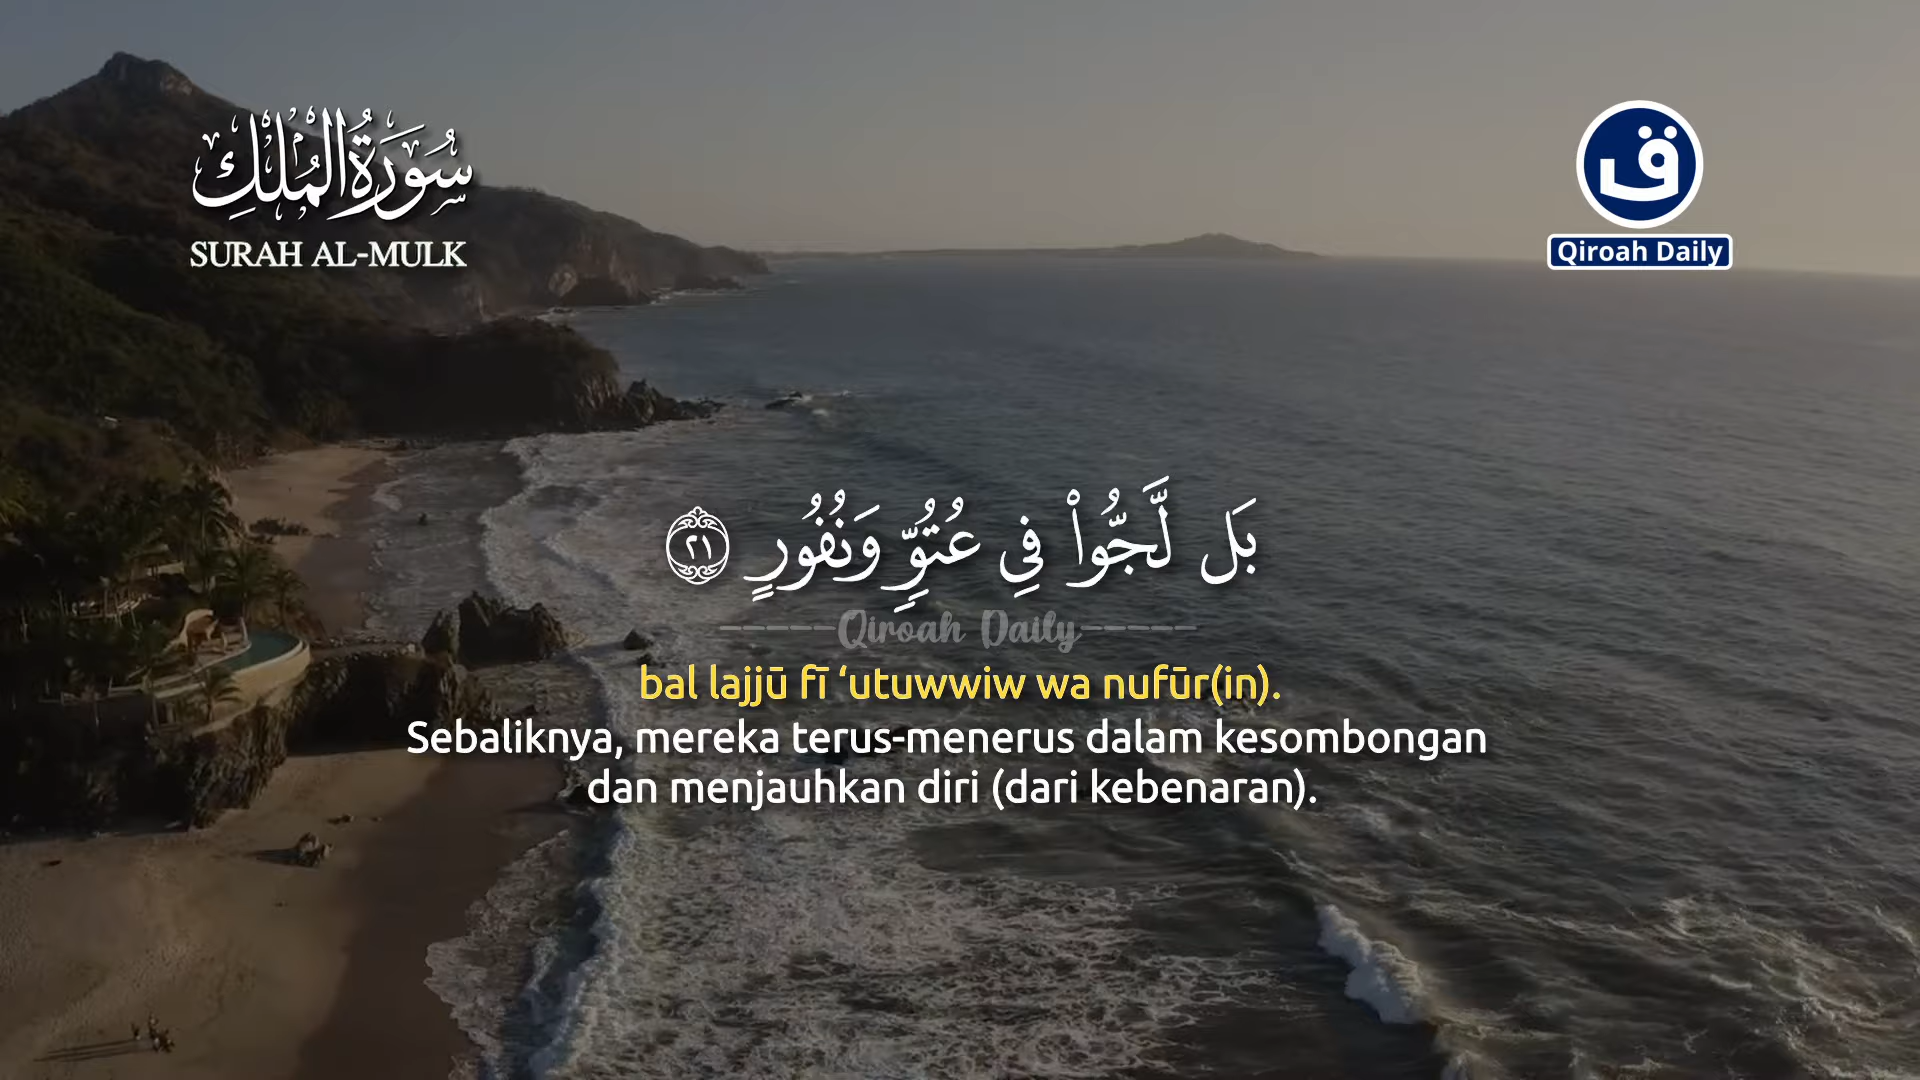 سُورَةُ الْمُلْكِ
SURAH AL-MULK
ق
Qiroah Daily
بَل لَّجُّوا۟ فِى عُتُوٍّۢ وَنُفُورٍ ٢١
-----Qiroah Daily-----
bal lajjū fī ‘utuwwiw wa nufūr(in).
Sebaliknya, mereka terus-menerus dalam kesombongan
dan menjauhkan diri (dari kebenaran).